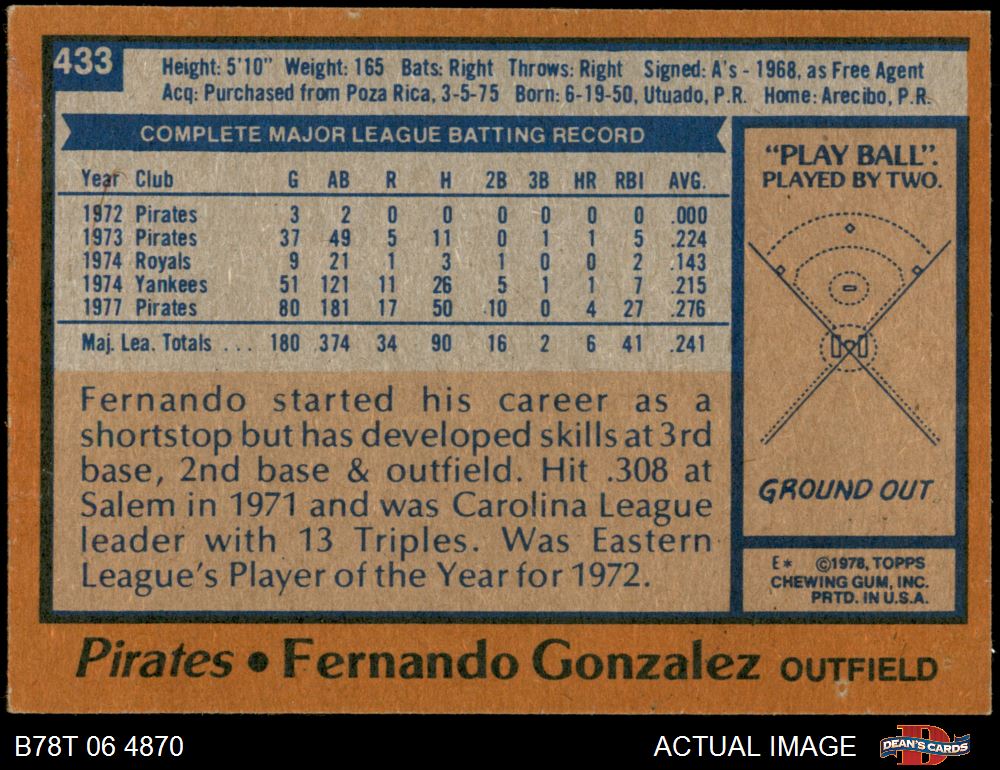 433
Height: 5'10" Weight: 165 Bats: Right Throws: Right Signed: A's - 1968, as Free Agent
Acq: Purchased from Poza Rica, 3-5-75 Born: 6-19-50, Utuado, P.R. Home: Arecibo, P.R.
COMPLETE MAJOR LEAGUE BATTING RECORD
Year Club G AB R H 2B 3B HR RBI AVG.
1972 Pirates 3 2 0 0 0 0 0 0 .000
1973 Pirates 37 49 5 11 0 1 1 5 .224
1974 Royals 9 21 1 3 1 0 0 2 .143
1974 Yankees 51 121 11 26 5 1 1 7 .215
1977 Pirates 80 181 17 50 10 0 4 27 .276
Maj. Lea. Totals ... 180 374 34 90 16 2 6 41 .241
Fernando started his career as a
shortstop but has developed skills at 3rd
base, 2nd base & outfield. Hit .308 at
Salem in 1971 and was Carolina League
leader with 13 Triples. Was Eastern
League's Player of the Year for 1972.
"PLAY BALL".
PLAYED BY TWO.
GROUND OUT
E* ©1978, TOPPS
CHEWING GUM, INC.
PRTD. IN U.S.A.
Pirates • Fernando Gonzalez OUTFIELD
B78T 06 4870
ACTUAL IMAGE
D
DEAN'S CARDS